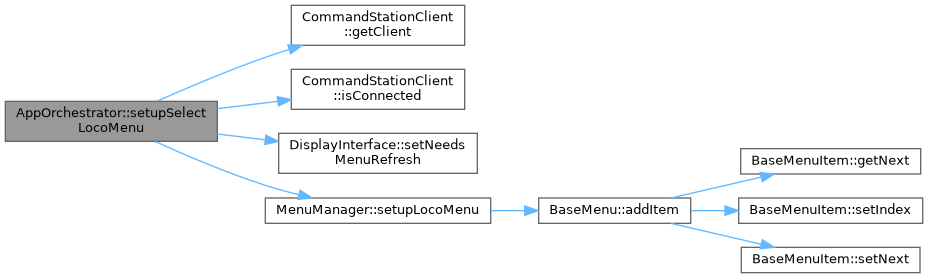 CommandStationClient
::getClient
CommandStationClient
::isConnected
AppOrchestrator::setupSelect
LocoMenu
DisplayInterface::setNeeds
MenuRefresh
MenuManager::setupLocoMenu
BaseMenu::addItem
BaseMenuItem::getNext
BaseMenuItem::setIndex
BaseMenuItem::setNext